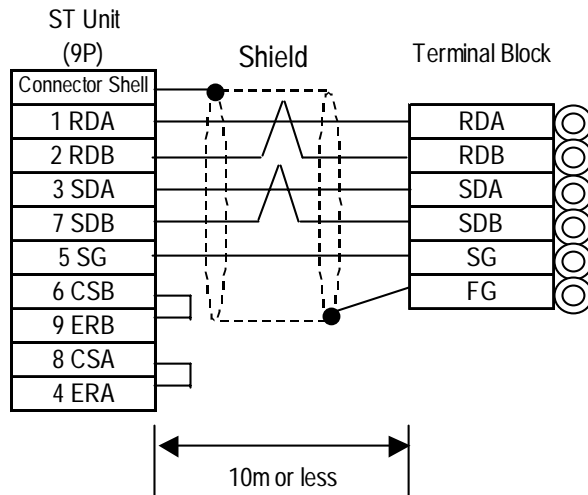 ST Unit
(9P)
Shield
Terminal Block
Connector Shell
1 RDA
2 RDB
3 SDA
7 SDB
5 SG
6 CSB
9 ERB
8 CSA
4 ERA
RDA
RDB
SDA
SDB
SG
FG
10m or less